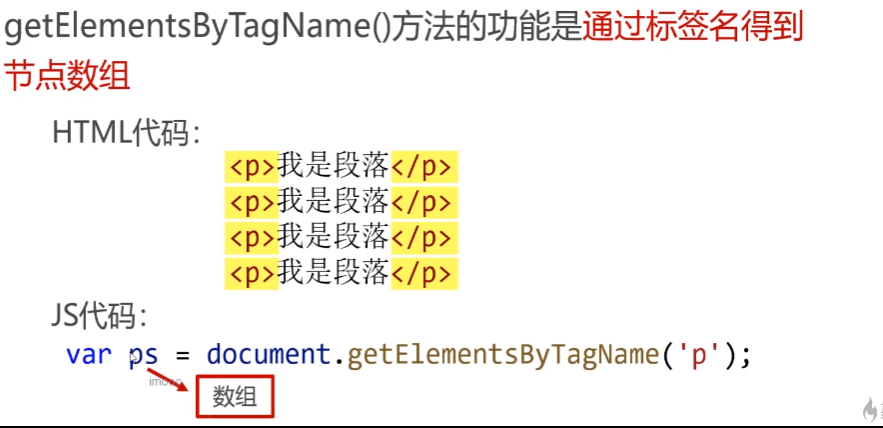 getElementsByTagName()方法的功能是通过标签名得到
节点数组
HTML代码：
<p>我是段落</p>
<p>我是段落</p>
<p>我是段落</p>
<p>我是段落</p>
JS代码：
var ps = document.getElementsByTagName('p');
数组